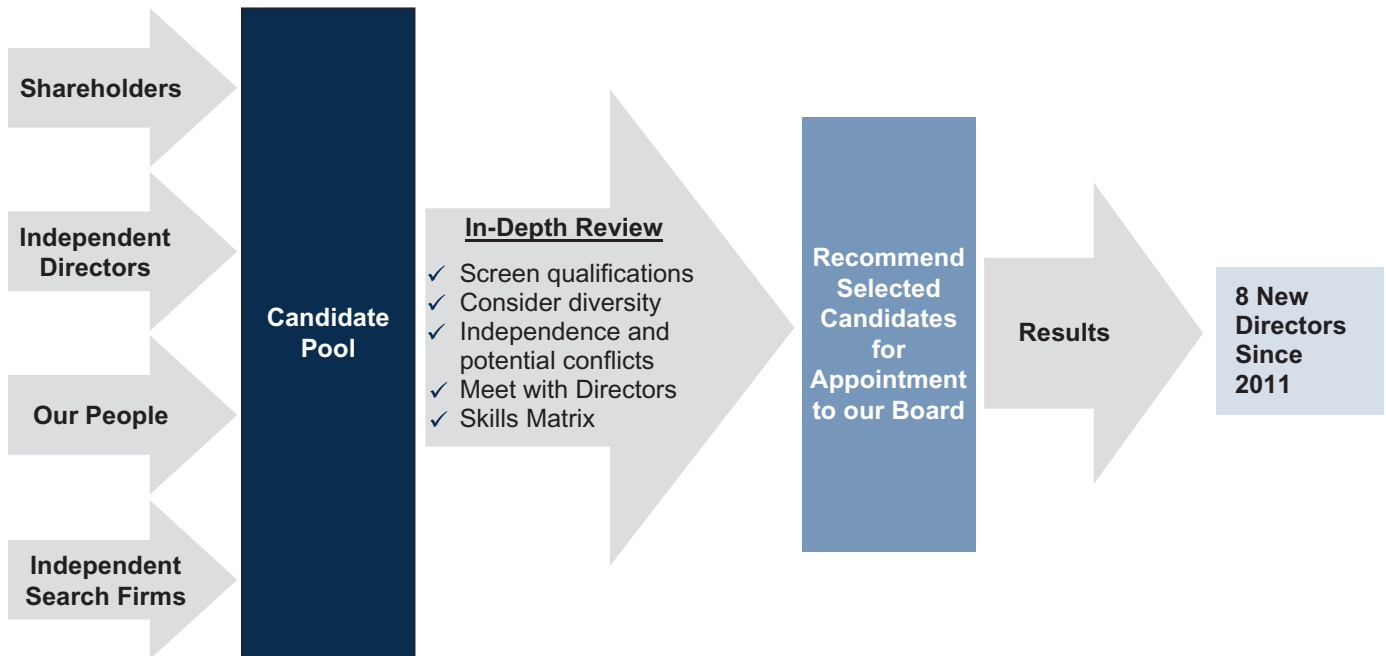 Shareholders
Independent
Directors
Our People
Independent
Search Firms
Candidate
Pool
In-Depth Review
✓ Screen qualifications
✓ Consider diversity
✓ Independence and
potential conflicts
✓ Meet with Directors
✓ Skills Matrix
Recommend
Selected
Candidates
for
Appointment
to our Board
Results
8 New
Directors
Since
2011